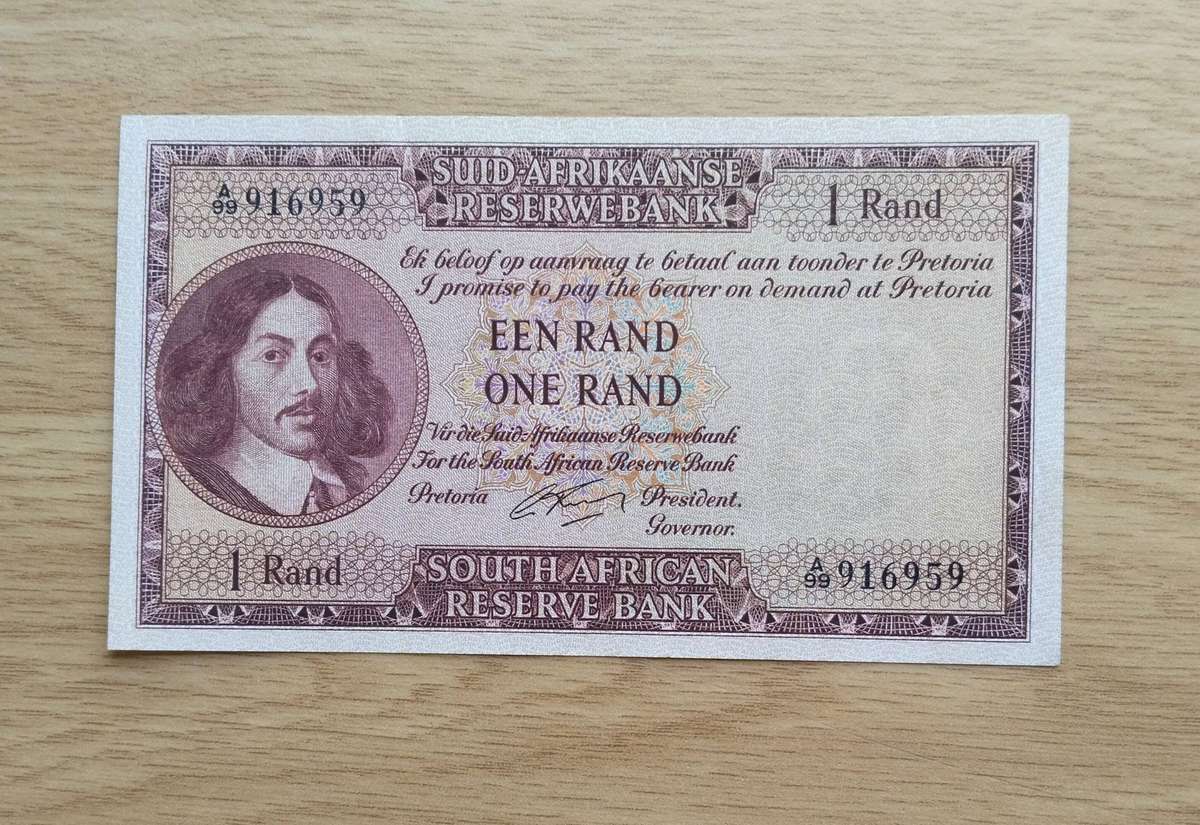 SUID-AFRIKAANSE
RESERWEBANK
A/99 916959
1 Rand
Ek beloof op aanvraag te betaal aan toonder te Pretoria
I promise to pay the bearer on demand at Pretoria
EEN RAND
ONE RAND
Vir die Suid-Afrikaanse Reserwebank
For the South African Reserve Bank
Pretoria
President.
Governor.
1 Rand
SOUTH AFRICAN
RESERVE BANK
A/99 916959